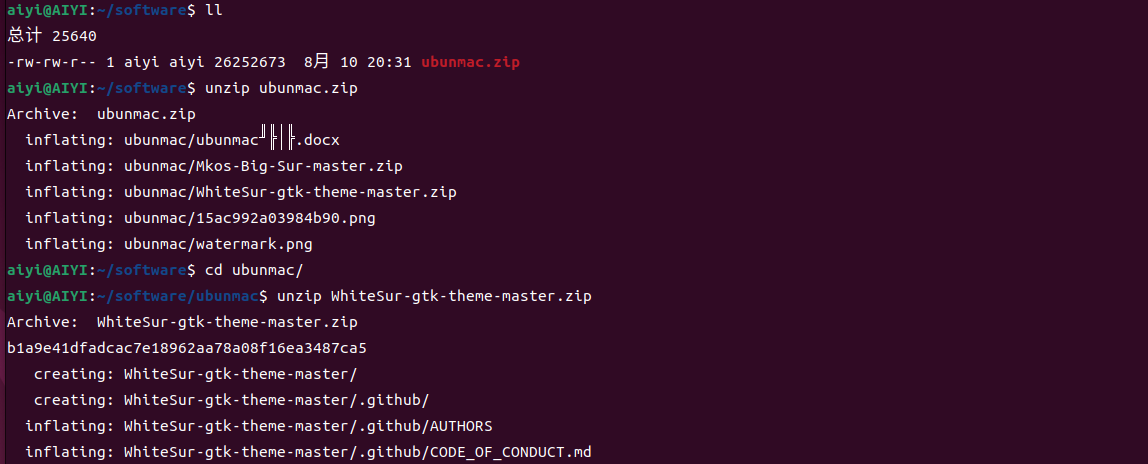 aiyi@AIYI:~/software$ ll
总计 25640
-rw-rw-r-- 1 aiyi aiyi 26252673  8月 10 20:31 ubunmac.zip
aiyi@AIYI:~/software$ unzip ubunmac.zip
Archive:  ubunmac.zip
  inflating: ubunmac/ubunmac╜╠│╠.docx
  inflating: ubunmac/Mkos-Big-Sur-master.zip
  inflating: ubunmac/WhiteSur-gtk-theme-master.zip
  inflating: ubunmac/15ac992a03984b90.png
  inflating: ubunmac/watermark.png
aiyi@AIYI:~/software$ cd ubunmac/
aiyi@AIYI:~/software/ubunmac$ unzip WhiteSur-gtk-theme-master.zip
Archive:  WhiteSur-gtk-theme-master.zip
b1a9e41dfadcac7e18962aa78a08f16ea3487ca5
   creating: WhiteSur-gtk-theme-master/
   creating: WhiteSur-gtk-theme-master/.github/
  inflating: WhiteSur-gtk-theme-master/.github/AUTHORS
  inflating: WhiteSur-gtk-theme-master/.github/CODE_OF_CONDUCT.md